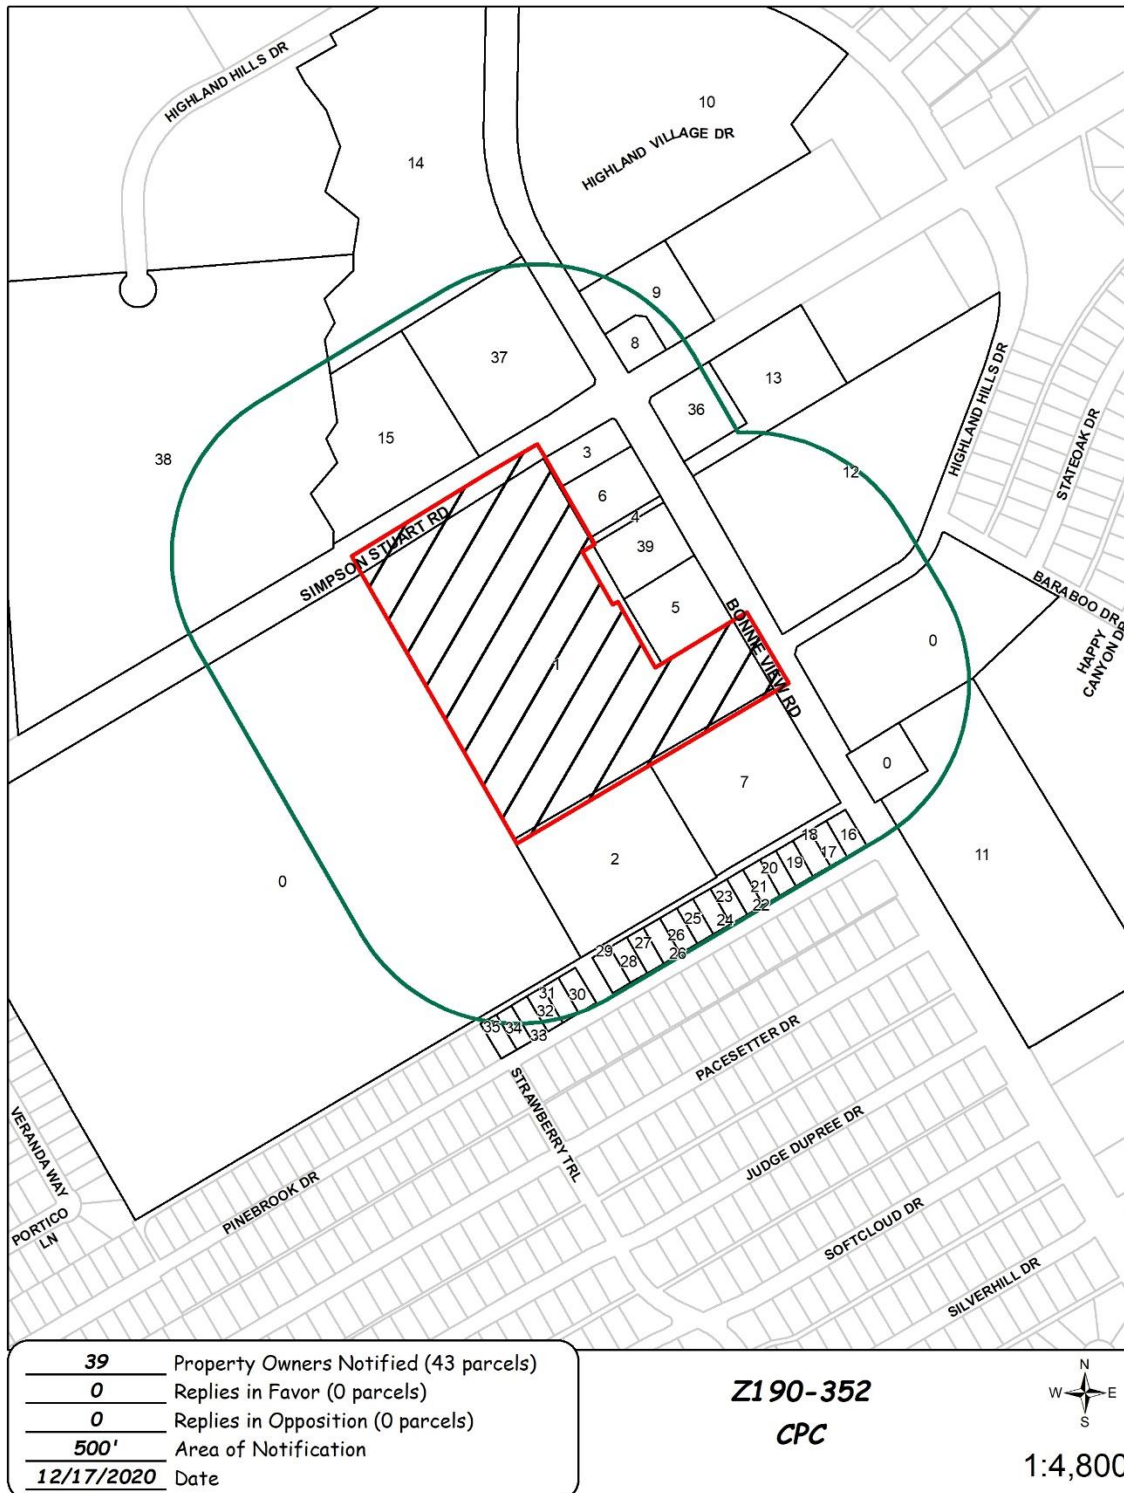 HIGHLAND HILLS DR
10
HIGHLAND VILLAGE DR
14
9
8
37
13
36
15
38
3
12
6
4
39
5
HIGHLAND HILLS DR
STATEOAK DR
SIMPSON STUART RD
BARABOO DR
HAPPY
CANYON DR
BONNIE VIEW RD
1
0
0
7
2
0
11
18
16
17
19
20
21
22
23
24
25
26
26
27
28
29
30
31
32
33
34
35
PACESETTER DR
STRAWBERRY TRL
JUDGE DUPREE DR
VERANDA WAY
PORTICO
LN
PINEBROOK DR
SOFTCLOUD DR
SILVERHILL DR
39 Property Owners Notified (43 parcels)
0 Replies in Favor (0 parcels)
0 Replies in Opposition (0 parcels)
500' Area of Notification
12/17/2020 Date
Z190-352
CPC
N
W E
S
1:4,800